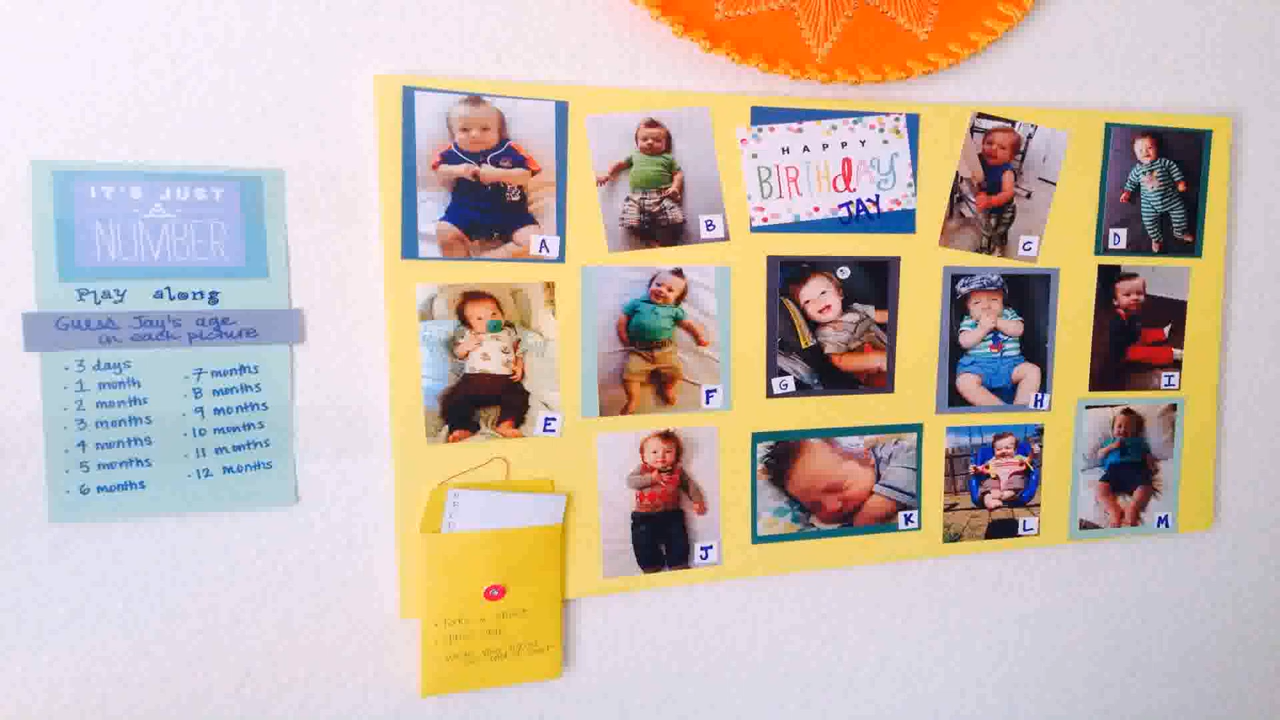 IT'S JUST
A
NUMBER
Play along
Guess Jay's age
in each picture
· 3 days
· 1 month
· 2 months
· 3 months
· 4 months
· 5 months
· 6 months
· 7 months
· 8 months
· 9 months
· 10 months
· 11 months
· 12 months
HAPPY
BIRTHDAY
JAY
A
B
C
D
E
F
G
H
I
J
K
L
M